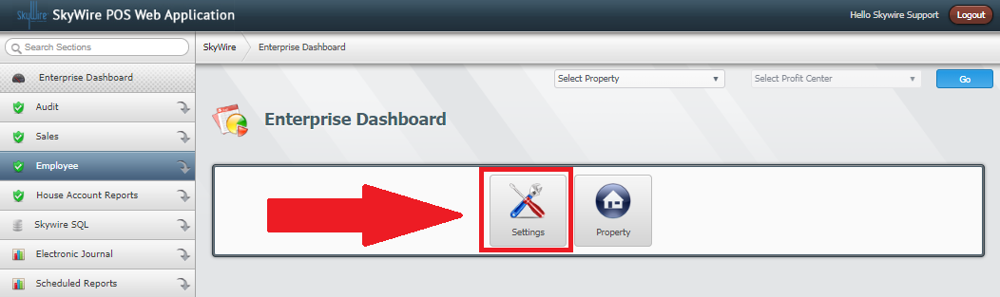 SkyWire SkyWire POS Web Application
Hello Skywire Support Logout
Search Sections
SkyWire Enterprise Dashboard
Select Property Select Profit Center Go
Enterprise Dashboard
Audit
Sales
Employee
House Account Reports
Skywire SQL
Electronic Journal
Scheduled Reports
Enterprise Dashboard
Settings Property